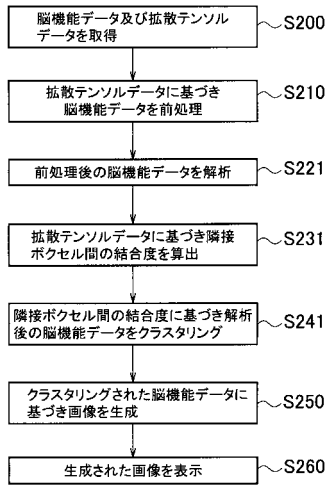 脳機能データ及び拡散テンソル
データを取得
S200
拡散テンソルデータに基づき
脳機能データを前処理
S210
前処理後の脳機能データを解析
S221
拡散テンソルデータに基づき隣接
ボクセル間の結合度を算出
S231
隣接ボクセル間の結合度に基づき解析
後の脳機能データをクラスタリング
S241
クラスタリングされた脳機能データに
基づき画像を生成
S250
生成された画像を表示
S260